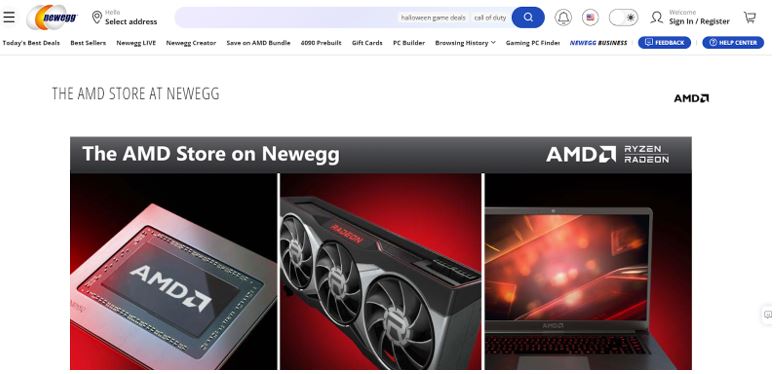 Hello
Select address
newegg
halloween game deals
call of duty
Welcome
Sign In / Register
Today's Best Deals
Best Sellers
Newegg LIVE
Newegg Creator
Save on AMD Bundle
4090 Prebuilt
Gift Cards
PC Builder
Browsing History
Gaming PC Finder
NEWEGG BUSINESS
FEEDBACK
HELP CENTER
THE AMD STORE AT NEWEGG
AMD
The AMD Store on Newegg
AMD
RYZEN
RADEON
AMD
RADEON
AMD